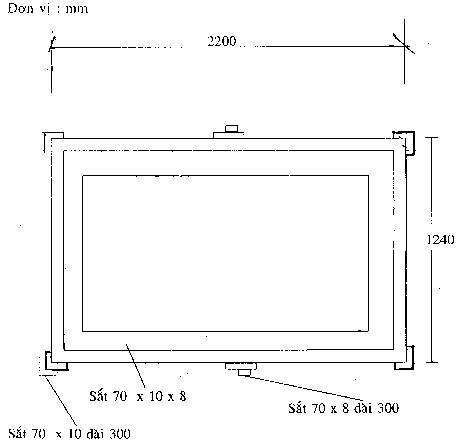 Đơn vị : mm
2200
1240
Sắt 70 x 10 x 8
Sắt 70 x 8 dài 300
Sắt 70 x 10 dài 300